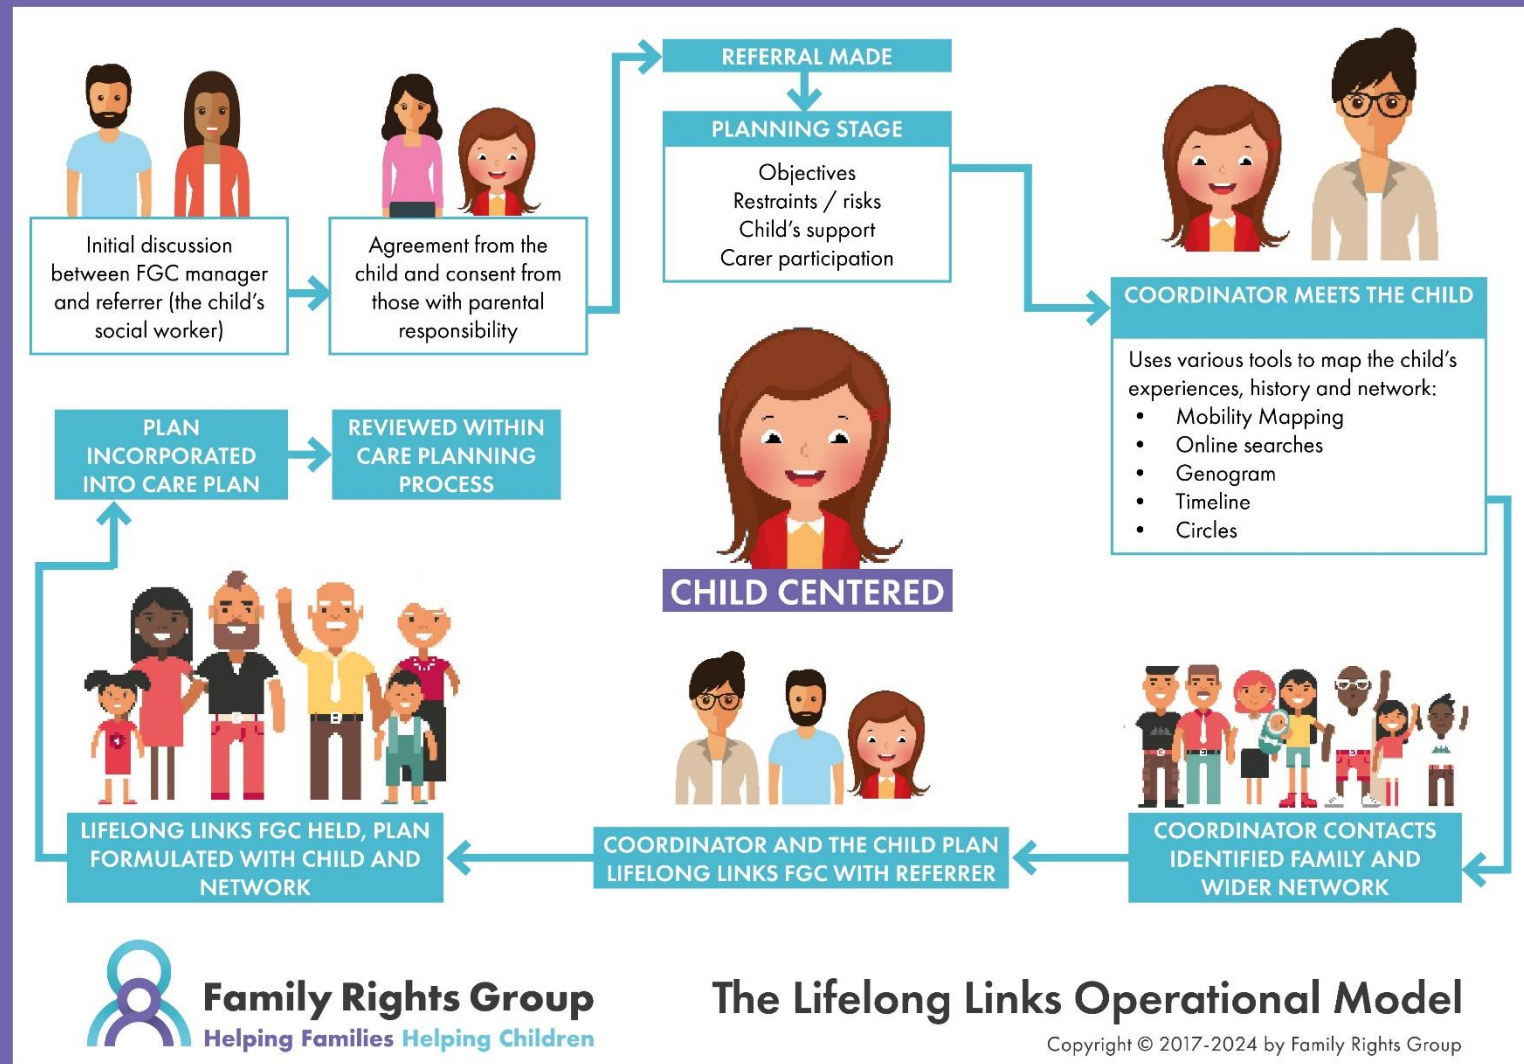 Initial discussion
between FGC manager
and referrer (the child's
social worker)
Agreement from the
child and consent from
those with parental
responsibility
REFERRAL MADE
PLANNING STAGE
Objectives
Restraints / risks
Child's support
Carer participation
COORDINATOR MEETS THE CHILD
Uses various tools to map the child's
experiences, history and network:
• Mobility Mapping
• Online searches
• Genogram
• Timeline
• Circles
COORDINATOR CONTACTS
IDENTIFIED FAMILY AND
WIDER NETWORK
COORDINATOR AND THE CHILD PLAN
LIFELONG LINKS FGC WITH REFERRER
LIFELONG LINKS FGC HELD, PLAN
FORMULATED WITH CHILD AND
NETWORK
PLAN
INCORPORATED
INTO CARE PLAN
REVIEWED WITHIN
CARE PLANNING
PROCESS
CHILD CENTERED
Family Rights Group
Helping Families Helping Children
The Lifelong Links Operational Model
Copyright © 2017-2024 by Family Rights Group